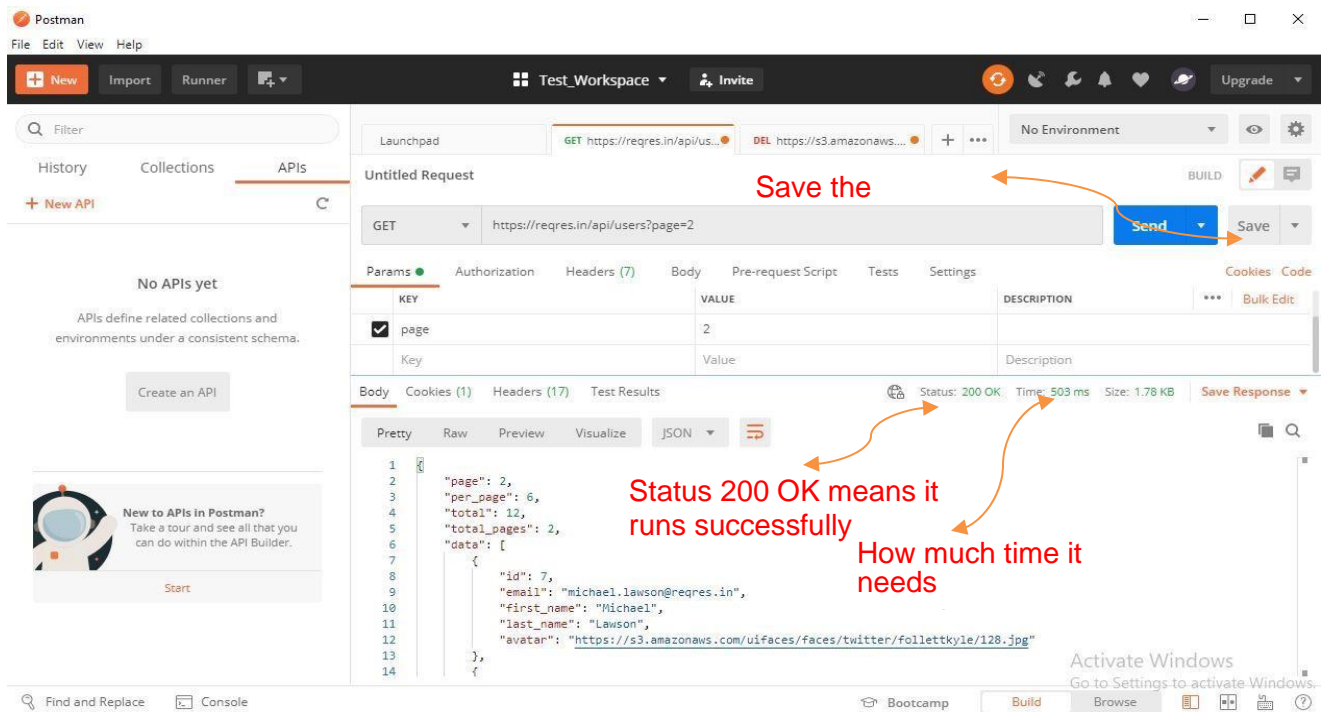 Postman
File Edit View Help
New Import Runner Test_Workspace Invite Upgrade
Filter
History Collections APIs
+ New API
No APIs yet
APIs define related collections and
environments under a consistent schema.
Create an API
New to APIs in Postman?
Take a tour and see all that you
can do within the API Builder.
Start
Launchpad GET https://reqres.in/api/us... DEL https://s3.amazonaws.... + ••• No Environment
Untitled Request BUILD
Save the
GET https://reqres.in/api/users?page=2 Send Save
Params Authorization Headers (7) Body Pre-request Script Tests Settings Cookies Code
KEY VALUE DESCRIPTION ••• Bulk Edit
page 2
Key Value Description
Body Cookies (1) Headers (17) Test Results Status: 200 OK Time: 503 ms Size: 1.78 KB Save Response
Pretty Raw Preview Visualize JSON
1 {
2 "page": 2,
3 "per_page": 6,
4 "total": 12,
5 "total_pages": 2,
6 "data": [
7 {
8 "id": 7,
9 "email": "michael.lawson@reqres.in",
10 "first_name": "Michael",
11 "last_name": "Lawson",
12 "avatar": "https://s3.amazonaws.com/uifaces/faces/twitter/follettkyle/128.jpg"
13 },
14 {
Status 200 OK means it
runs successfully
How much time it
needs
Activate Windows
Go to Settings to activate Windows.
Find and Replace Console Bootcamp Build Browse